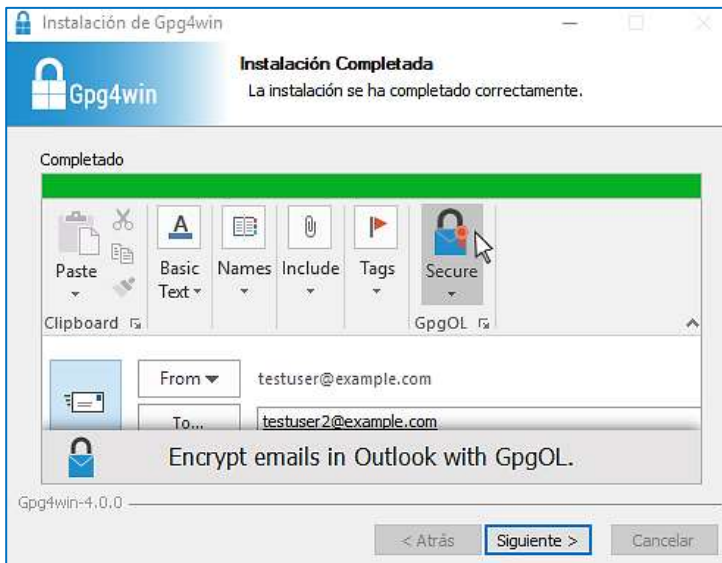 Instalación de Gpg4win
Gpg4win
Instalación Completada
La instalación se ha completado correctamente.
Completado
Paste
Basic Text
Names
Include
Tags
Secure
Clipboard
GpgOL
From
testuser@example.com
To...
testuser2@example.com
Encrypt emails in Outlook with GpgOL.
Gpg4win-4.0.0
< Atrás
Siguiente >
Cancelar